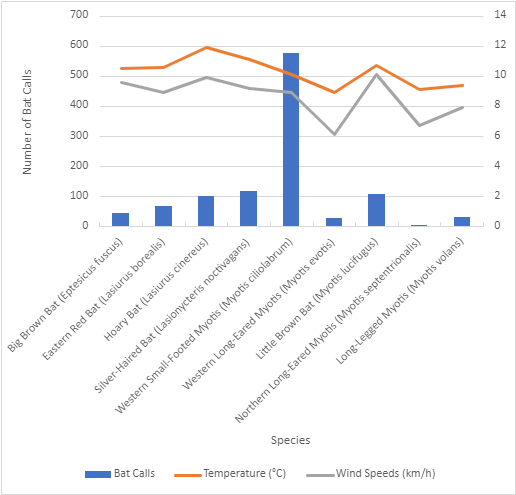 700
600
500
400
300
200
100
0
14
12
10
8
6
4
2
0
Number of Bat Calls
Big Brown Bat (Eptesicus fuscus)
Eastern Red Bat (Lasiurus borealis)
Hoary Bat (Lasiurus cinereus)
Silver-Haired Bat (Lasionycteris noctivagans)
Western Small-Footed Myotis (Myotis ciliolabrum)
Western Long-Eared Myotis (Myotis evotis)
Little Brown Bat (Myotis lucifugus)
Northern Long-Eared Myotis (Myotis septentrionalis)
Long-Legged Myotis (Myotis volans)
Species
Bat Calls Temperature (°C) Wind Speeds (km/h)